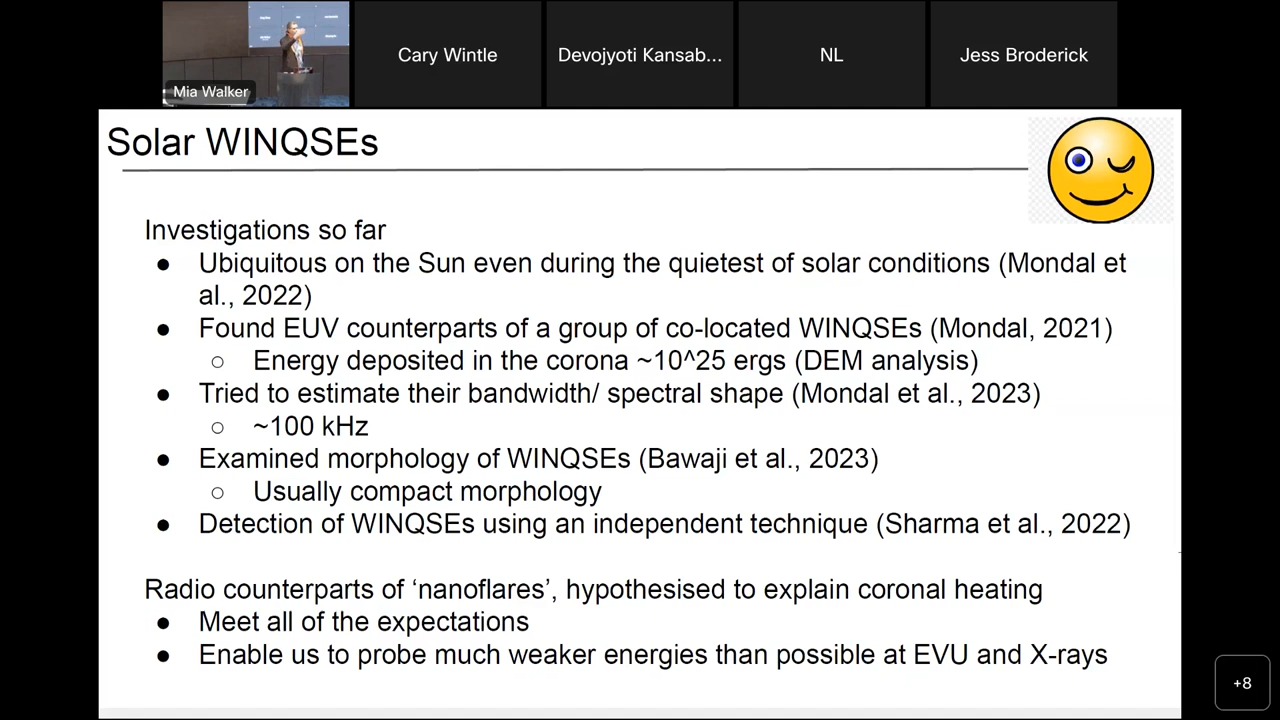 Mia Walker
Cary Wintle
Devojyoti Kansab...
NL
Jess Broderick
Solar WINQSEs
Investigations so far
● Ubiquitous on the Sun even during the quietest of solar conditions (Mondal et
al., 2022)
● Found EUV counterparts of a group of co-located WINQSEs (Mondal, 2021)
○ Energy deposited in the corona ~10^25 ergs (DEM analysis)
● Tried to estimate their bandwidth/ spectral shape (Mondal et al., 2023)
○ ~100 kHz
● Examined morphology of WINQSEs (Bawaji et al., 2023)
○ Usually compact morphology
● Detection of WINQSEs using an independent technique (Sharma et al., 2022)
Radio counterparts of ‘nanoflares’, hypothesised to explain coronal heating
● Meet all of the expectations
● Enable us to probe much weaker energies than possible at EVU and X-rays
+8